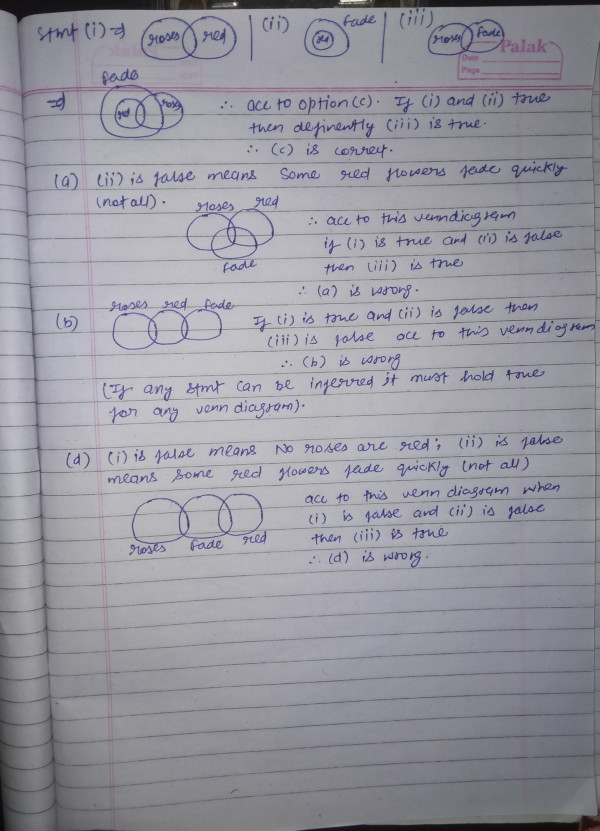 Stmt (i) => roses red (ii) red fade (iii) roses fade
Palak
Date
Page
fade
=> red roses
∴ acc to option (c). If (i) and (ii) true
then definently (iii) is true.
∴ (c) is correct.
(a) (ii) is false means Some red flowers fade quickly
(not all).
roses red
fade
∴ acc to this venndiagram
if (i) is true and (ii) is false
then (iii) is true
∴ (a) is wrong.
(b) roses red fade
If (i) is true and (ii) is false then
(iii) is false acc to this venn diagram
∴ (b) is wrong
(If any stmt can be inferred it must hold true
for any venn diagram).
(d) (i) is false means No roses are red; (ii) is false
means Some red flowers fade quickly (not all)
roses fade red
acc to this venn diagram when
(i) is false and (ii) is false
then (iii) is true
∴ (d) is wrong.